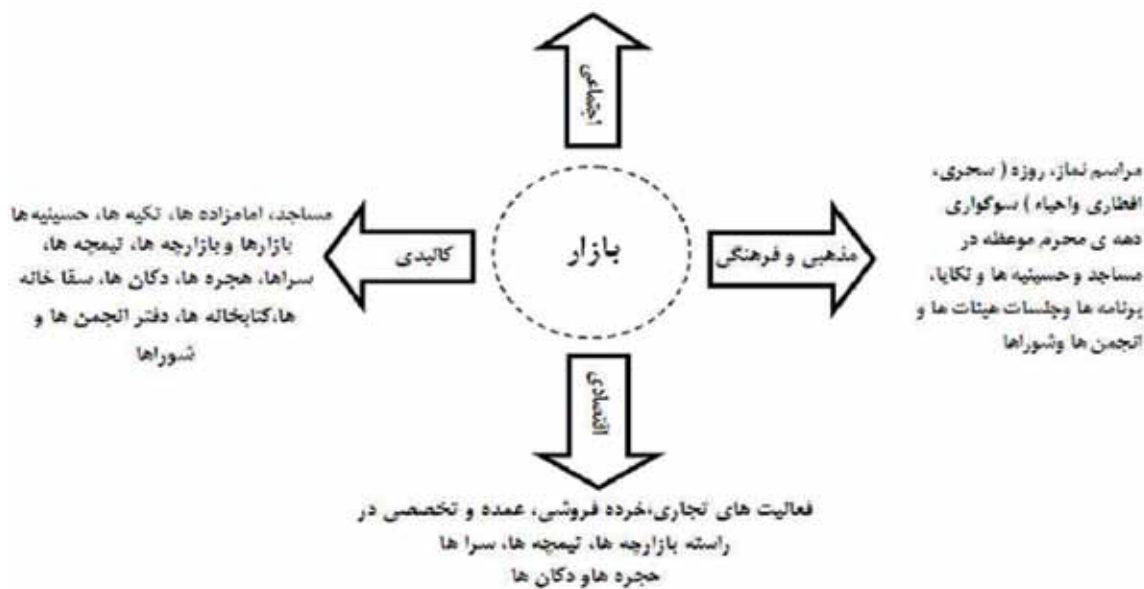 اجتماعی
مراسم نماز، روزه ( سحری،
افطاری واحیاء ) سوگواری
دهه ی محرم موعظه در
مساجد و حسینیه ها و تکایا،
برنامه ها وجلسات هیئات ها و
انجمن ها وشوراها
مذهبی و فرهنگی
بازار
کالبدی
مساجد، امامزاده ها، تکیه ها، حسینیه‌ها
بازارها و بازارچه ها، تیمچه ها،
سراها، هجره ها، دکان ها، سقا خانه
ها،کتابخانه ها، دفتر انجمن ها و
شوراها
اقتصادی
فعالیت های تجاری،خرده فروشی، عمده و تخصصی در
راسته بازارچه ها، تیمچه ها، سرا ها
حجره هاو دکان ها